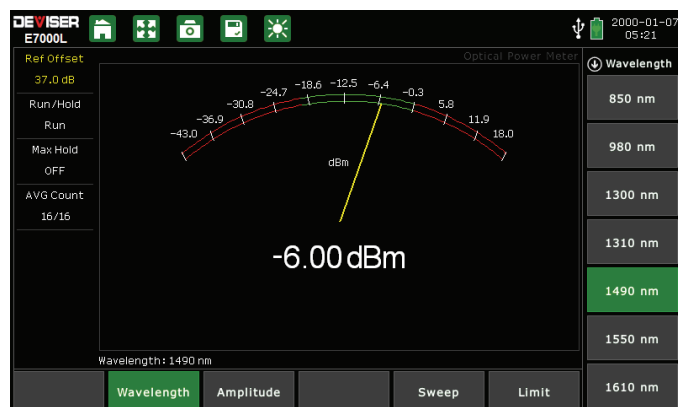 DEVISER
E7000L
2000-01-07
05:21
Ref Offset
37.0 dB
Run/Hold
Run
Max Hold
OFF
AVG Count
16/16
Optical Power Meter
-43.0
-36.9
-30.8
-24.7
-18.6
-12.5
-6.4
-0.3
5.8
11.9
18.0
dBm
-6.00 dBm
Wavelength: 1490 nm
Wavelength
850 nm
980 nm
1300 nm
1310 nm
1490 nm
1550 nm
1610 nm
Wavelength
Amplitude
Sweep
Limit